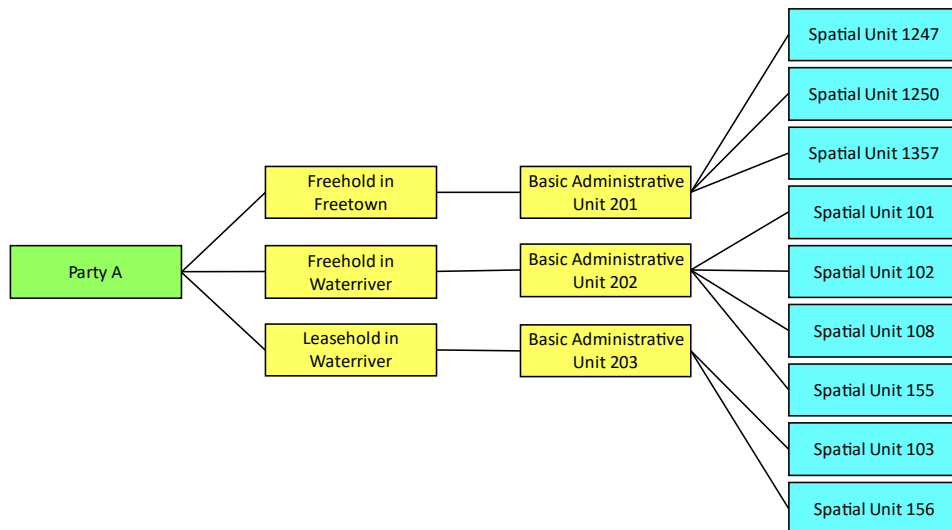 Spatial Unit 1247
Spatial Unit 1250
Spatial Unit 1357
Freehold in
Freetown
Basic Administrative
Unit 201
Spatial Unit 101
Party A
Freehold in
Waterriver
Basic Administrative
Unit 202
Spatial Unit 102
Spatial Unit 108
Leasehold in
Waterriver
Basic Administrative
Unit 203
Spatial Unit 155
Spatial Unit 103
Spatial Unit 156